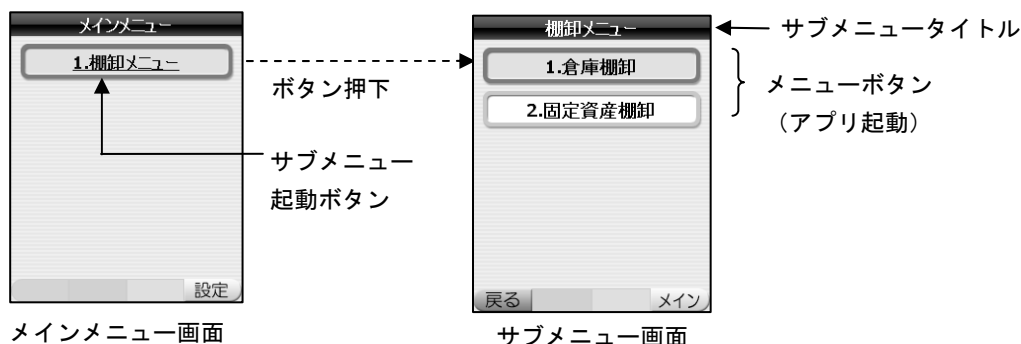 メインメニュー
1.棚卸メニュー
設定
メインメニュー画面
ボタン押下
サブメニュー
起動ボタン
棚卸メニュー
1.倉庫棚卸
2.固定資産棚卸
戻る
メイン
サブメニュー画面
サブメニュータイトル
メニューボタン
（アプリ起動）